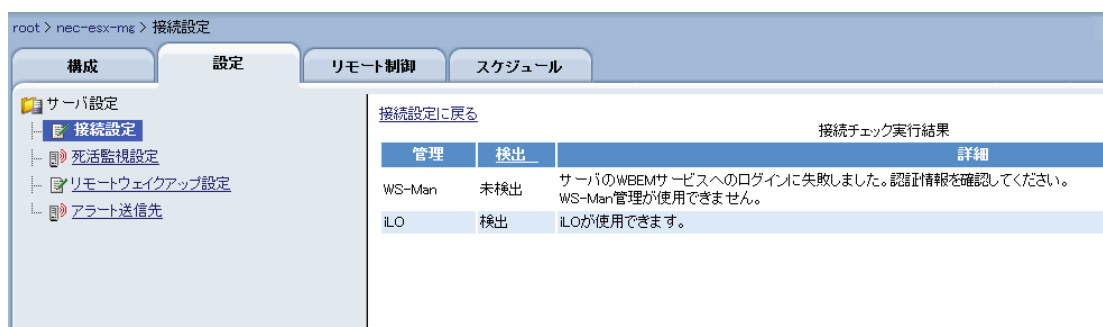 root > nec-esx-mg > 接続設定
構成 設定 リモート制御 スケジュール
サーバ設定
接続設定
死活監視設定
リモートウェイクアップ設定
アラート送信先
接続設定に戻る
接続チェック実行結果
管理 検出 詳細
WS-Man 未検出 サーバのWBEMサービスへのログインに失敗しました。認証情報を確認してください。
WS-Man管理が使用できません。
iLO 検出 iLOが使用できます。